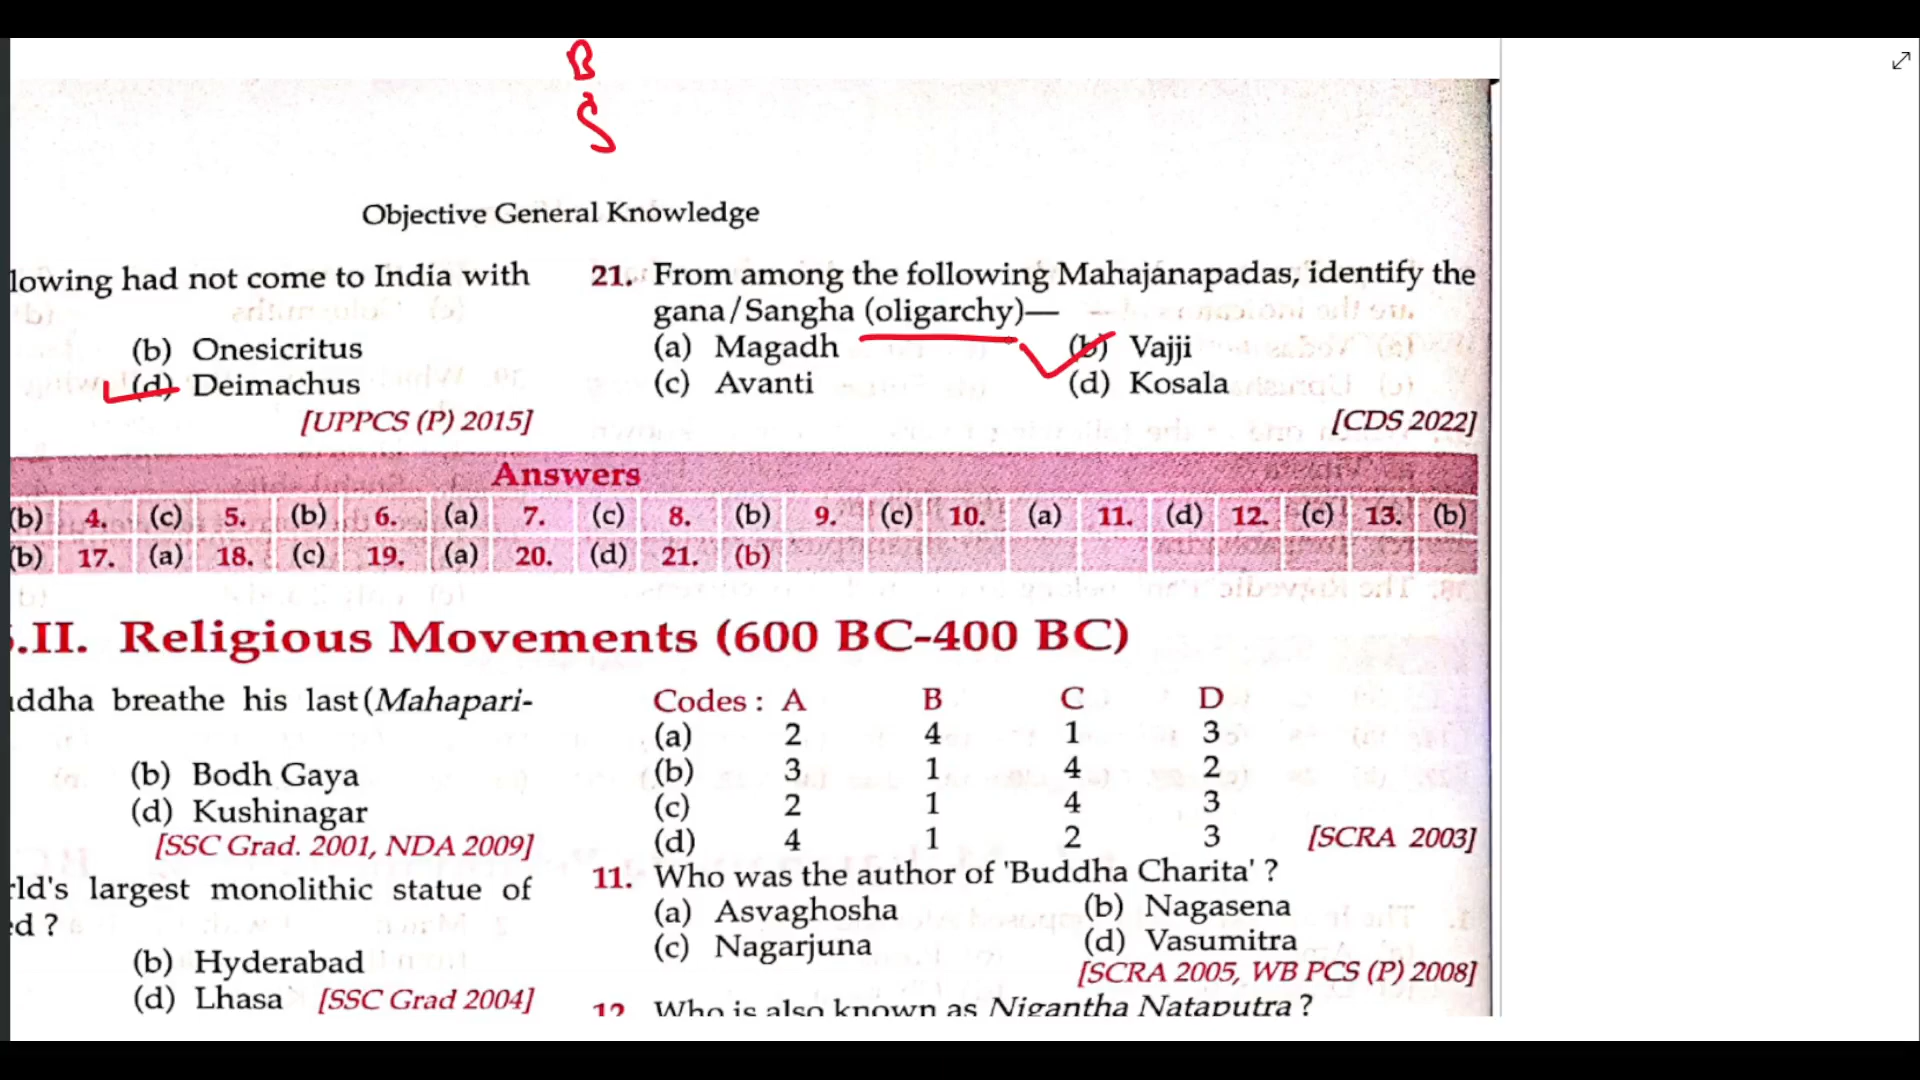 B
S
Objective General Knowledge
lowing had not come to India with
(b) Onesicritus
(d) Deimachus
[UPPCS (P) 2015]
21. From among the following Mahajanapadas, identify the
gana/Sangha (oligarchy)—
(a) Magadh (b) Vajji
(c) Avanti (d) Kosala
[CDS 2022]
Answers
(b) 4. (c) 5. (b) 6. (a) 7. (c) 8. (b) 9. (c) 10. (a) 11. (d) 12. (c) 13. (b)
(b) 17. (a) 18. (c) 19. (a) 20. (d) 21. (b)
.II. Religious Movements (600 BC-400 BC)
uddha breathe his last (Mahapari-
(b) Bodh Gaya
(d) Kushinagar
[SSC Grad. 2001, NDA 2009]
rld's largest monolithic statue of
ed ?
(b) Hyderabad
(d) Lhasa [SSC Grad 2004]
Codes : A B C D
(a) 2 4 1 3
(b) 3 1 4 2
(c) 2 1 4 3
(d) 4 1 2 3 [SCRA 2003]
11. Who was the author of 'Buddha Charita' ?
(a) Asvaghosha (b) Nagasena
(c) Nagarjuna (d) Vasumitra
[SCRA 2005, WB PCS (P) 2008]
12 Who is also known as Nigantha Nataputra ?